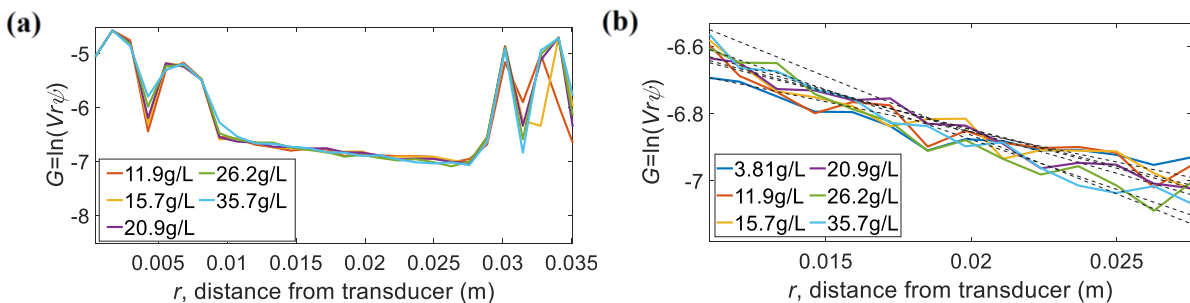 (a)
G=ln(Vrψ)
-5
-6
-7
-8
11.9g/L 26.2g/L
15.7g/L 35.7g/L
20.9g/L
0.005 0.01 0.015 0.02 0.025 0.03 0.035
r, distance from transducer (m)
(b)
G=ln(Vrψ)
-6.6
-6.8
-7
3.81g/L 20.9g/L
11.9g/L 26.2g/L
15.7g/L 35.7g/L
0.015 0.02 0.025
r, distance from transducer (m)